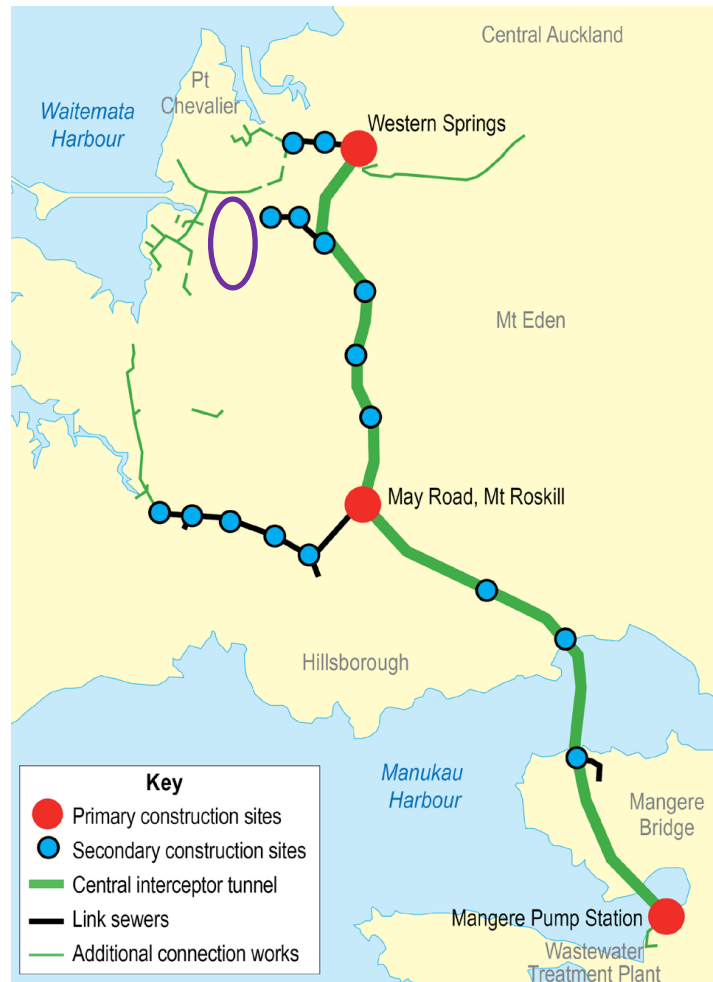 Central Auckland
Pt
Chevalier
Waitemata
Harbour
Western Springs
Mt Eden
May Road, Mt Roskill
Hillsborough
Manukau
Harbour
Mangere
Bridge
Mangere Pump Station
Wastewater
Treatment Plant
Key
Primary construction sites
Secondary construction sites
Central interceptor tunnel
Link sewers
Additional connection works